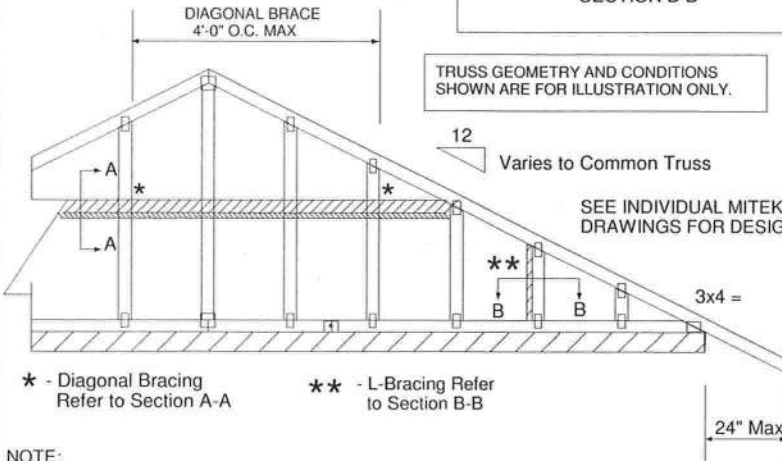 SECTION B-B
DIAGONAL BRACE
4'-0" O.C. MAX
TRUSS GEOMETRY AND CONDITIONS
SHOWN ARE FOR ILLUSTRATION ONLY.
12
Varies to Common Truss
A
*
*
A
SEE INDIVIDUAL MITEK
DRAWINGS FOR DESIG
**
B
B
3x4 =
* - Diagonal Bracing
Refer to Section A-A
** - L-Bracing Refer
to Section B-B
24" Max
NOTE: